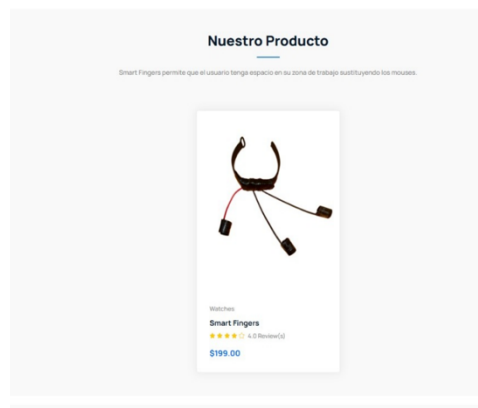 Nuestro Producto
Smart Fingers permite que el usuario tenga espacio en su zona de trabajo sustituyendo los mouses.
Watches
Smart Fingers
4.0 Review(s)
$199.00